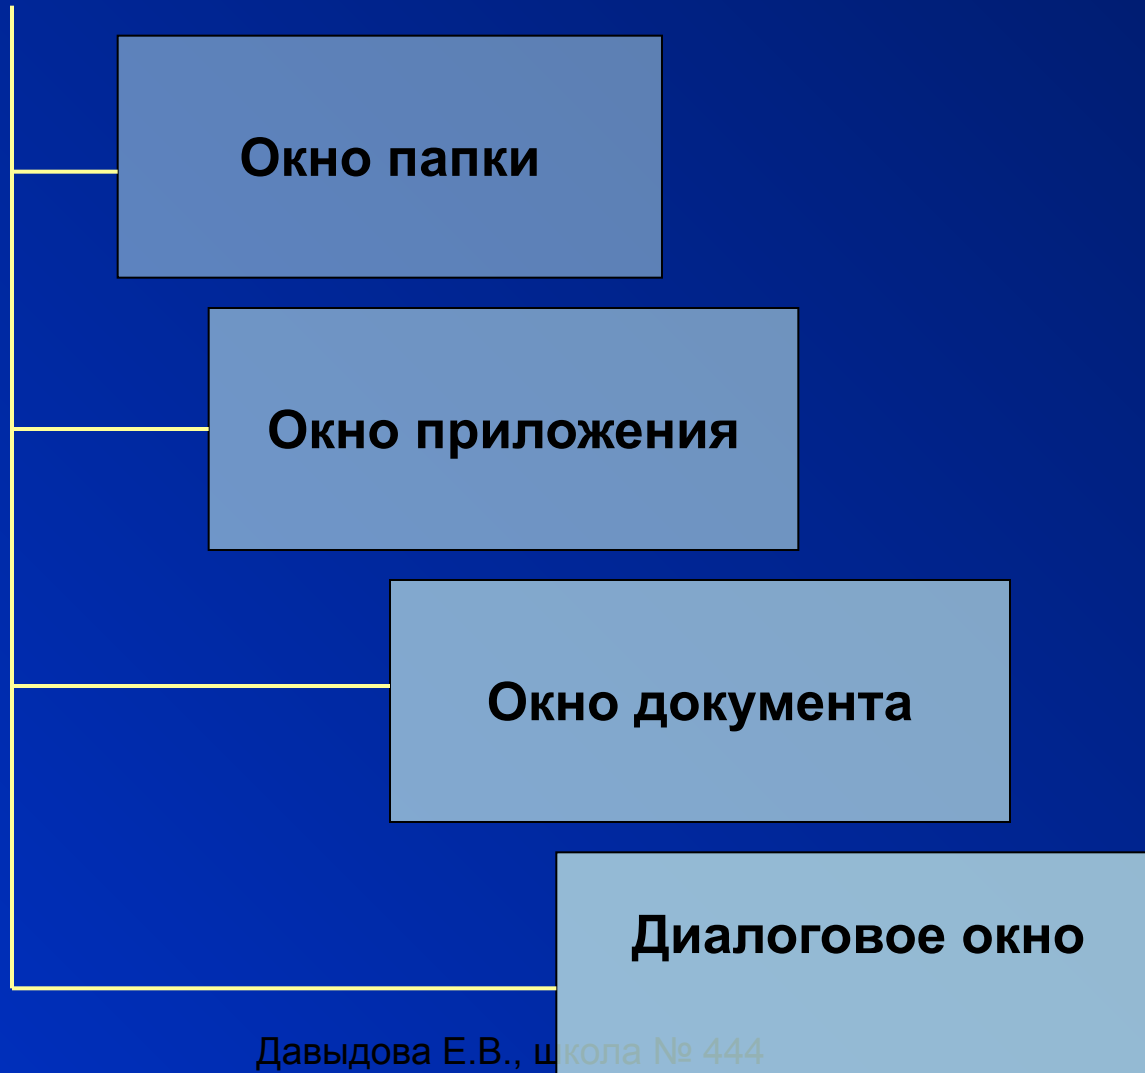 Окно папки
Окно приложения
Окно документа
Диалоговое окно
Давыдова Е.В., школа № 444